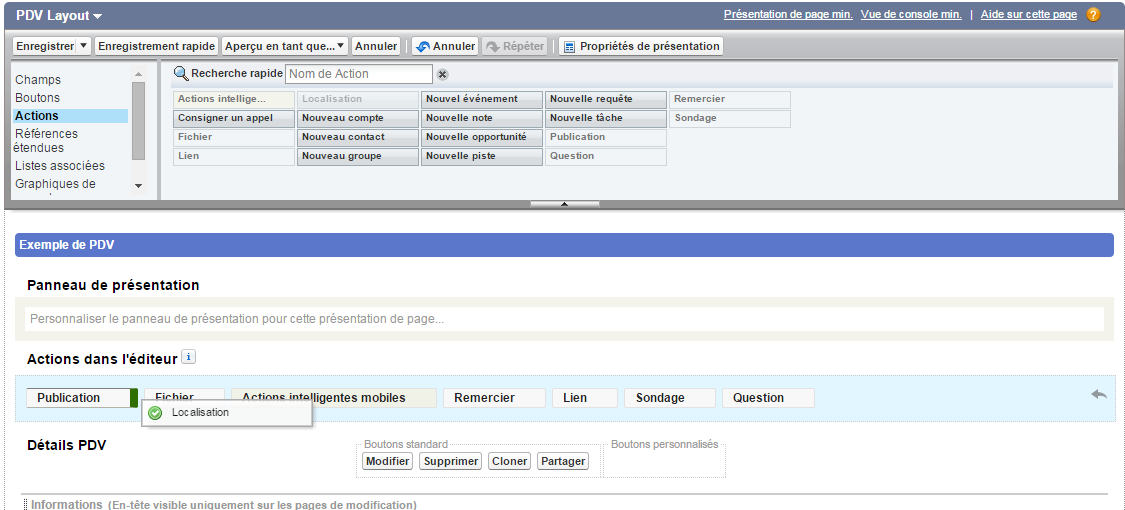 PDV Layout
Présentation de page min. Vue de console min. | Aide sur cette page ?
Enregistrer Enregistrement rapide Aperçu en tant que... Annuler Annuler Répéter Propriétés de présentation
Champs
Boutons
Actions
Références
étendues
Listes associées
Graphiques de
Recherche rapide Nom de Action
Actions intellige... Localisation Nouvel événement Nouvelle requête Remercier
Consigner un appel Nouveau compte Nouvelle note Nouvelle tâche Sondage
Fichier Nouveau contact Nouvelle opportunité Publication
Lien Nouveau groupe Nouvelle piste Question
Exemple de PDV
Panneau de présentation
Personnaliser le panneau de présentation pour cette présentation de page...
Actions dans l'éditeur i
Publication Fichier Actions intelligentes mobiles Remercier Lien Sondage Question
Localisation
Détails PDV
Boutons standard Boutons personnalisés
Modifier Supprimer Cloner Partager
Informations (En-tête visible uniquement sur les pages de modification)